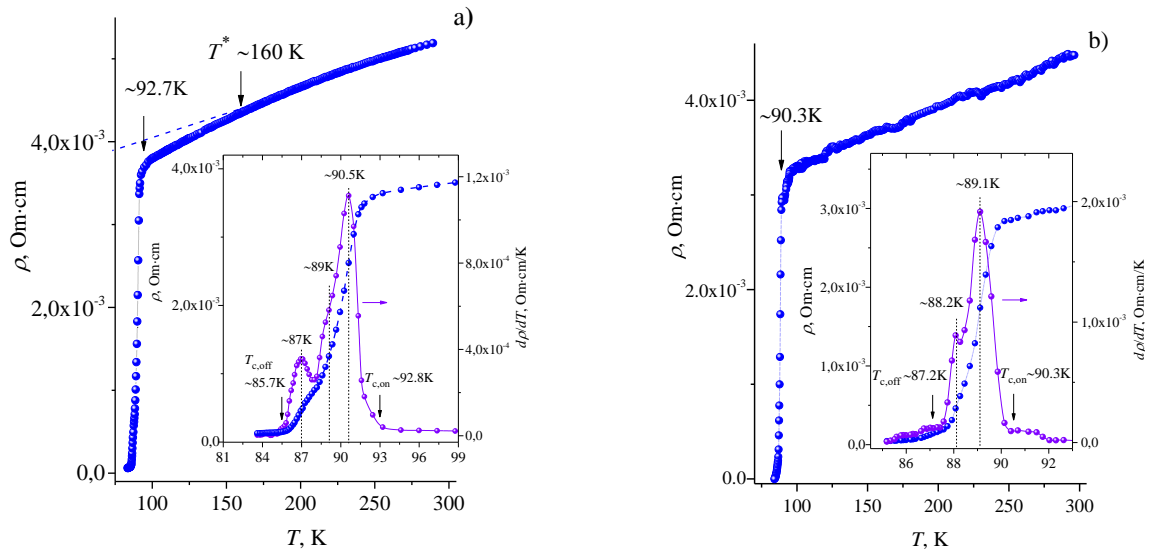 a)
T* ~160 K
~92.7K
6,0x10⁻³
4,0x10⁻³
2,0x10⁻³
0,0
ρ, Om·cm
100 150 200 250 300
T, K
4,0x10⁻³
2,0x10⁻³
0,0
ρ, Om·cm
~90.5K
~89K
~87K
T_c,off
~85.7K
T_c,on ~92.8K
1,2x10⁻³
8,0x10⁻⁴
4,0x10⁻⁴
0,0
dρ/dT, Om·cm/K
81 84 87 90 93 96 99
b)
~90.3K
4.0x10⁻³
2.0x10⁻³
0.0
ρ, Om·cm
100 150 200 250 300
T, K
3,0x10⁻³
2,0x10⁻³
1,0x10⁻³
0,0
ρ, Om·cm
~89.1K
~88.2K
T_c,off ~87.2K
T_c,on ~90.3K
2,0x10⁻³
1,0x10⁻³
0,0
dρ/dT, Om·cm/K
86 88 90 92